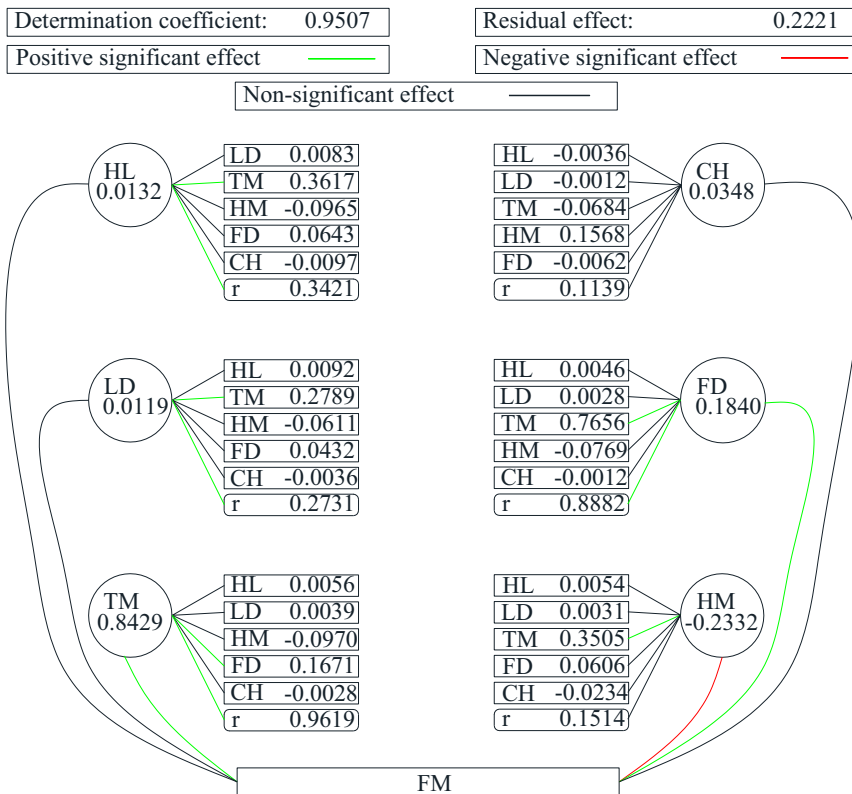 Determination coefficient: 0.9507
Residual effect: 0.2221
Positive significant effect
Negative significant effect
Non-significant effect
HL
0.0132
LD 0.0083
TM 0.3617
HM -0.0965
FD 0.0643
CH -0.0097
r 0.3421
HL -0.0036
LD -0.0012
TM -0.0684
HM 0.1568
FD -0.0062
r 0.1139
CH
0.0348
LD
0.0119
HL 0.0092
TM 0.2789
HM -0.0611
FD 0.0432
CH -0.0036
r 0.2731
HL 0.0046
LD 0.0028
TM 0.7656
HM -0.0769
CH -0.0012
r 0.8882
FD
0.1840
TM
0.8429
HL 0.0056
LD 0.0039
HM -0.0970
FD 0.1671
CH -0.0028
r 0.9619
HL 0.0054
LD 0.0031
TM 0.3505
FD 0.0606
CH -0.0234
r 0.1514
HM
-0.2332
FM